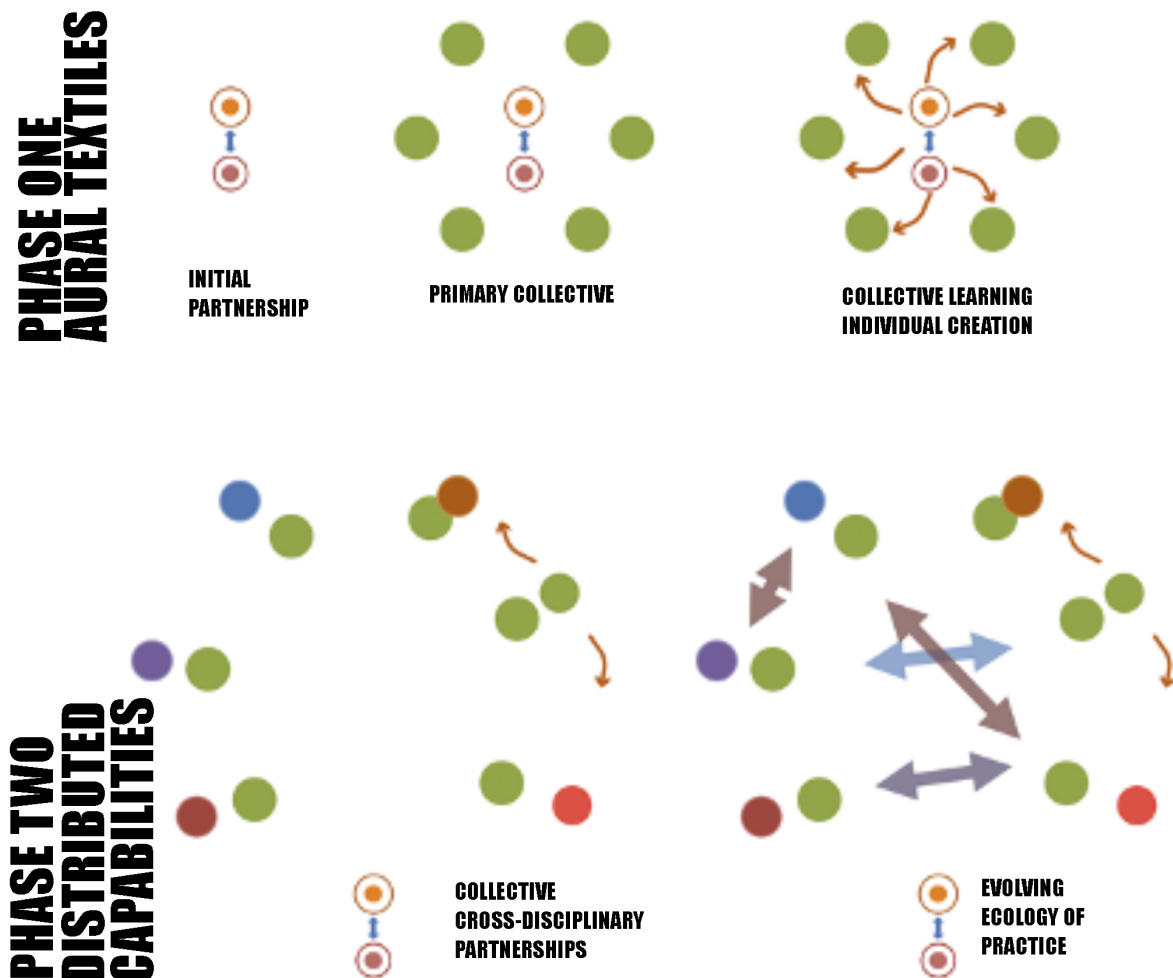 PHASE ONE
AURAL TEXTILES
INITIAL
PARTNERSHIP
PRIMARY COLLECTIVE
COLLECTIVE LEARNING
INDIVIDUAL CREATION
PHASE TWO
DISTRIBUTED
CAPABILITIES
COLLECTIVE
CROSS-DISCIPLINARY
PARTNERSHIPS
EVOLVING
ECOLOGY OF
PRACTICE